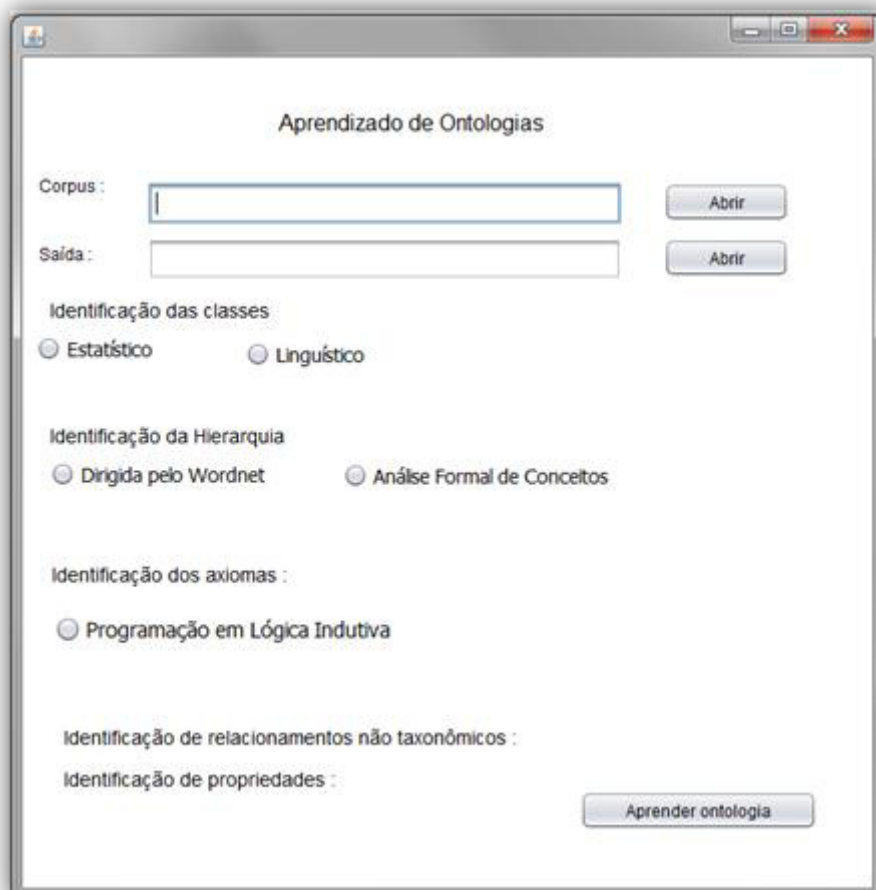 Aprendizado de Ontologias
Corpus : Abrir
Saída : Abrir
Identificação das classes
Estatístico Linguístico
Identificação da Hierarquia
Dirigida pelo Wordnet Análise Formal de Conceitos
Identificação dos axiomas :
Programação em Lógica Indutiva
Identificação de relacionamentos não taxonômicos :
Identificação de propriedades :
Aprender ontologia